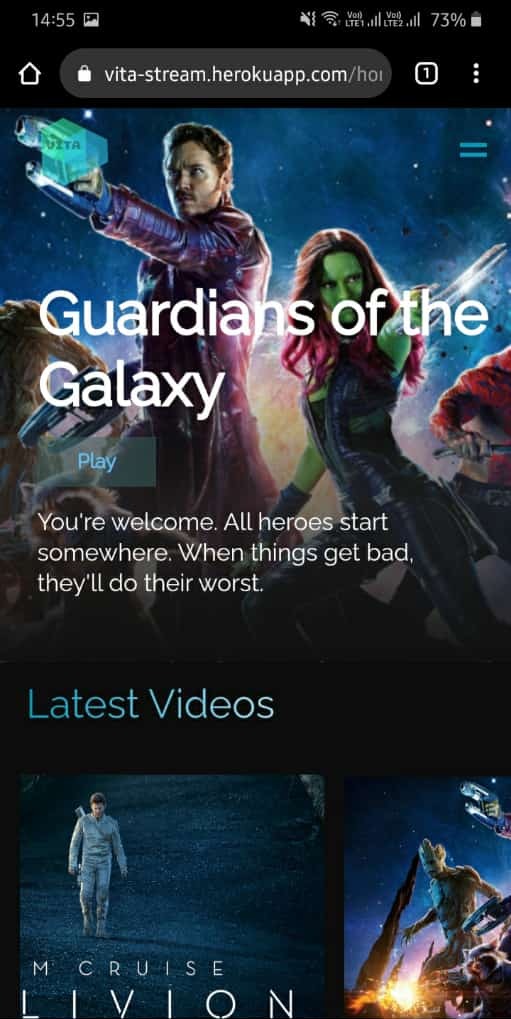 14:55
Vo)) LTE1
Vo)) LTE2
73%
vita-stream.herokuapp.com/ho
1
VITA
Guardians of the
Galaxy
Play
You're welcome. All heroes start
somewhere. When things get bad,
they'll do their worst.
Latest Videos
M CRUISE
LIVION